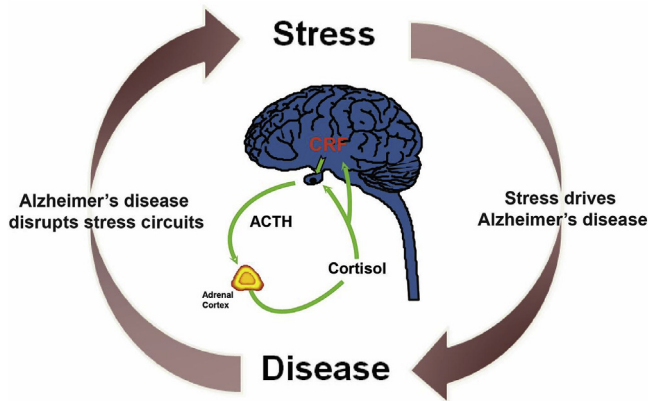 Stress
CRF
Alzheimer's disease
disrupts stress circuits
Stress drives
Alzheimer's disease
ACTH
Cortisol
Adrenal
Cortex
Disease